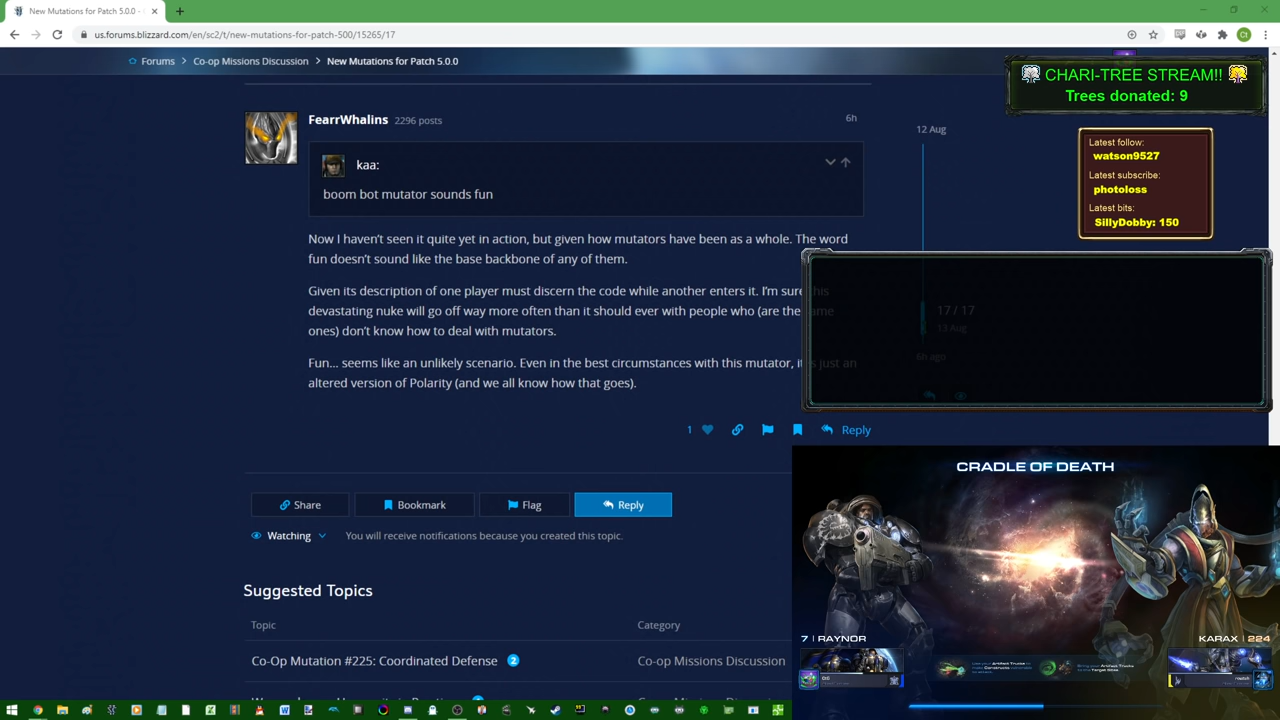 New Mutations for Patch 5.0.0 -
us.forums.blizzard.com/en/sc2/t/new-mutations-for-patch-500/15265/17
Forums > Co-op Missions Discussion > New Mutations for Patch 5.0.0
CHARI-TREE STREAM!!
Trees donated: 9
FearrWhalins 2296 posts
6h
12 Aug
kaa:
boom bot mutator sounds fun
Latest follow:
watson9527
Latest subscribe:
photoloss
Latest bits:
SillyDobby: 150
Now I haven't seen it quite yet in action, but given how mutators have been as a whole. The word
fun doesn't sound like the base backbone of any of them.
Given its description of one player must discern the code while another enters it. I'm sure this
devastating nuke will go off way more often than it should ever with people who (are the same
ones) don't know how to deal with mutators.
17 / 17
13 Aug
6h ago
Fun... seems like an unlikely scenario. Even in the best circumstances with this mutator, it's just an
altered version of Polarity (and we all know how that goes).
1
Reply
Share
Bookmark
Flag
Reply
Watching
You will receive notifications because you created this topic.
Suggested Topics
Topic
Category
Co-Op Mutation #225: Coordinated Defense 2
Co-op Missions Discussion
CRADLE OF DEATH
7 | RAYNOR
KARAX | 224